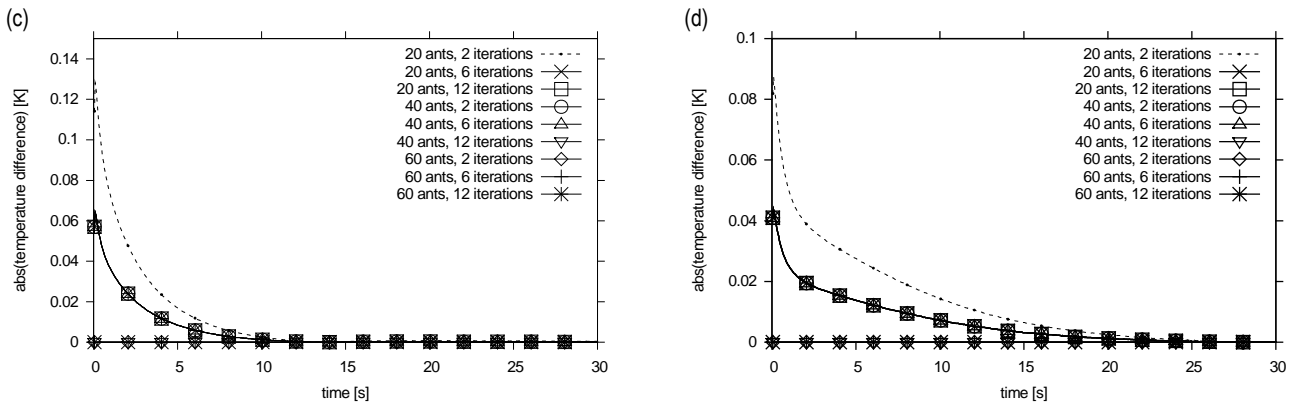 (c)
0.14
0.12
0.1
0.08
0.06
0.04
0.02
0
abs(temperature difference) [K]
20 ants, 2 iterations
20 ants, 6 iterations
20 ants, 12 iterations
40 ants, 2 iterations
40 ants, 6 iterations
40 ants, 12 iterations
60 ants, 2 iterations
60 ants, 6 iterations
60 ants, 12 iterations
0 5 10 15 20 25 30
time [s]
(d)
0.1
0.08
0.06
0.04
0.02
0
abs(temperature difference) [K]
20 ants, 2 iterations
20 ants, 6 iterations
20 ants, 12 iterations
40 ants, 2 iterations
40 ants, 6 iterations
40 ants, 12 iterations
60 ants, 2 iterations
60 ants, 6 iterations
60 ants, 12 iterations
0 5 10 15 20 25 30
time [s]